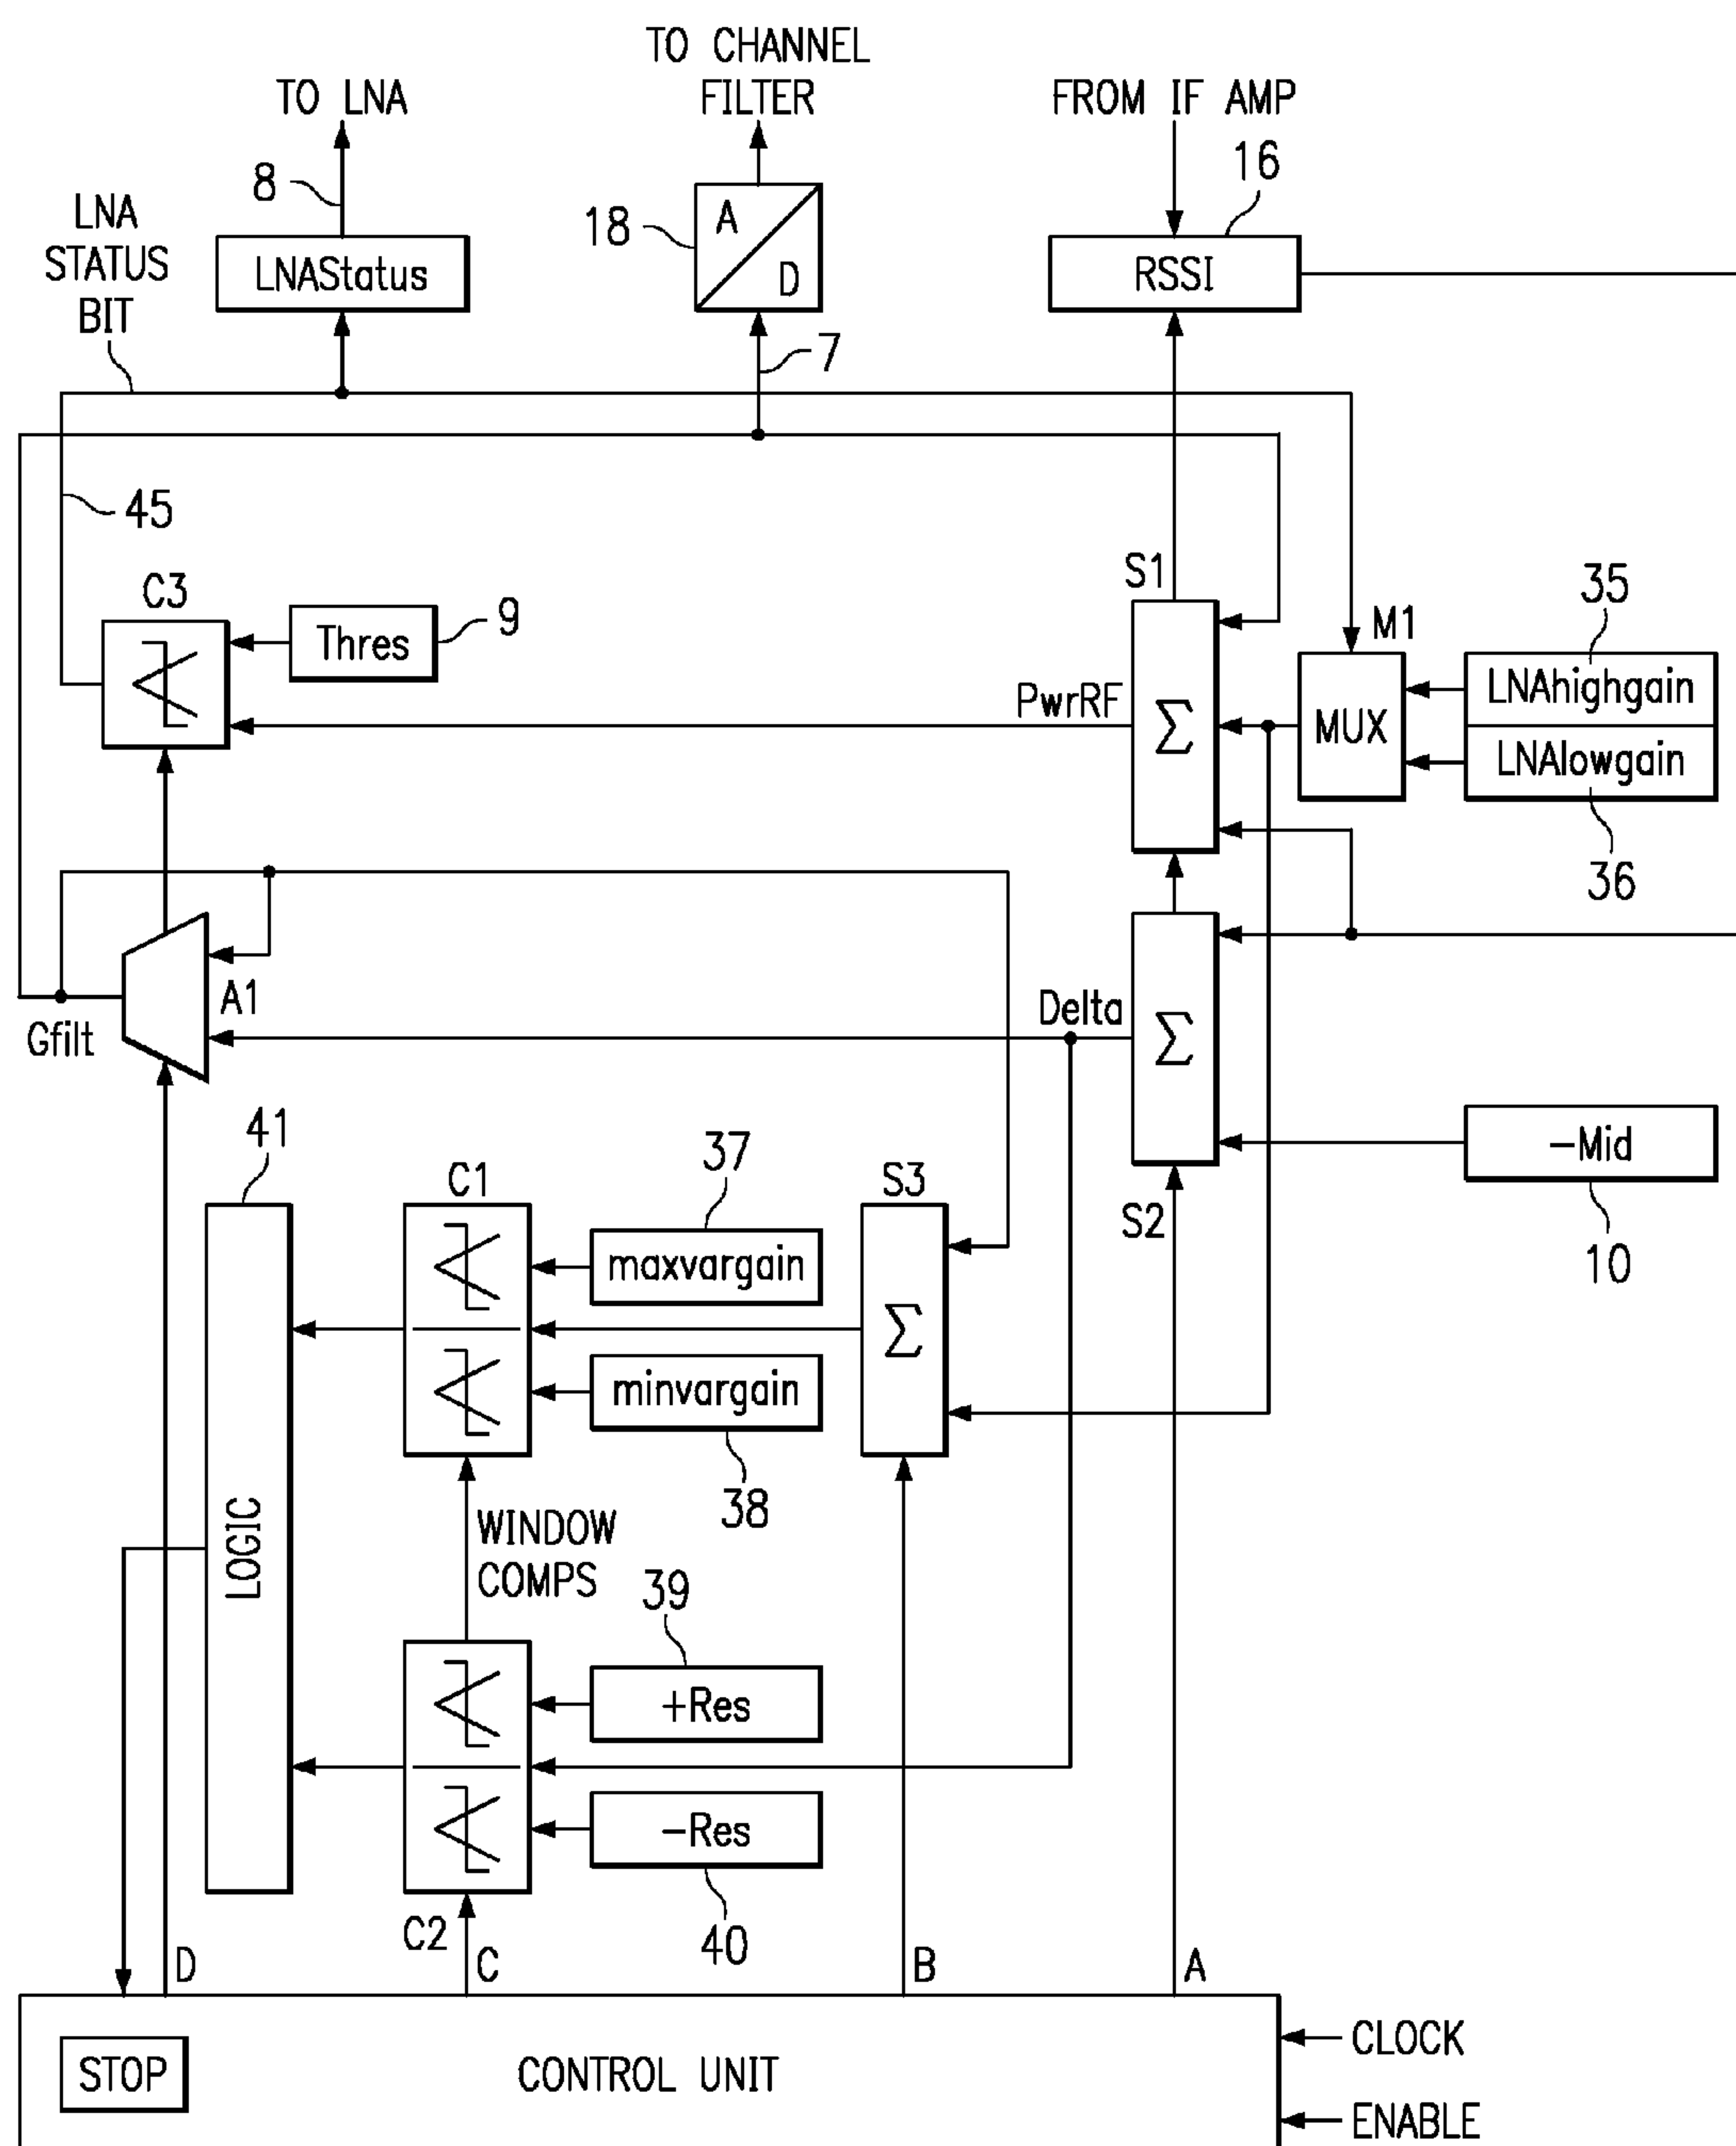 TO CHANNEL
FILTER
TO LNA
FROM IF AMP
8
16
LNA
STATUS
BIT
18
A
D
LNAStatus
RSSI
7
45
S1
C3
Thres
9
35
M1
PwrRF
Σ
MUX
LNAhighgain
LNAlowgain
36
A1
Gfilt
Delta
Σ
41
37
C1
S3
S2
-Mid
10
maxvargain
Σ
minvargain
38
LOGIC
WINDOW
COMPS
39
+Res
-Res
40
C2
D
C
B
A
STOP
CONTROL UNIT
CLOCK
ENABLE